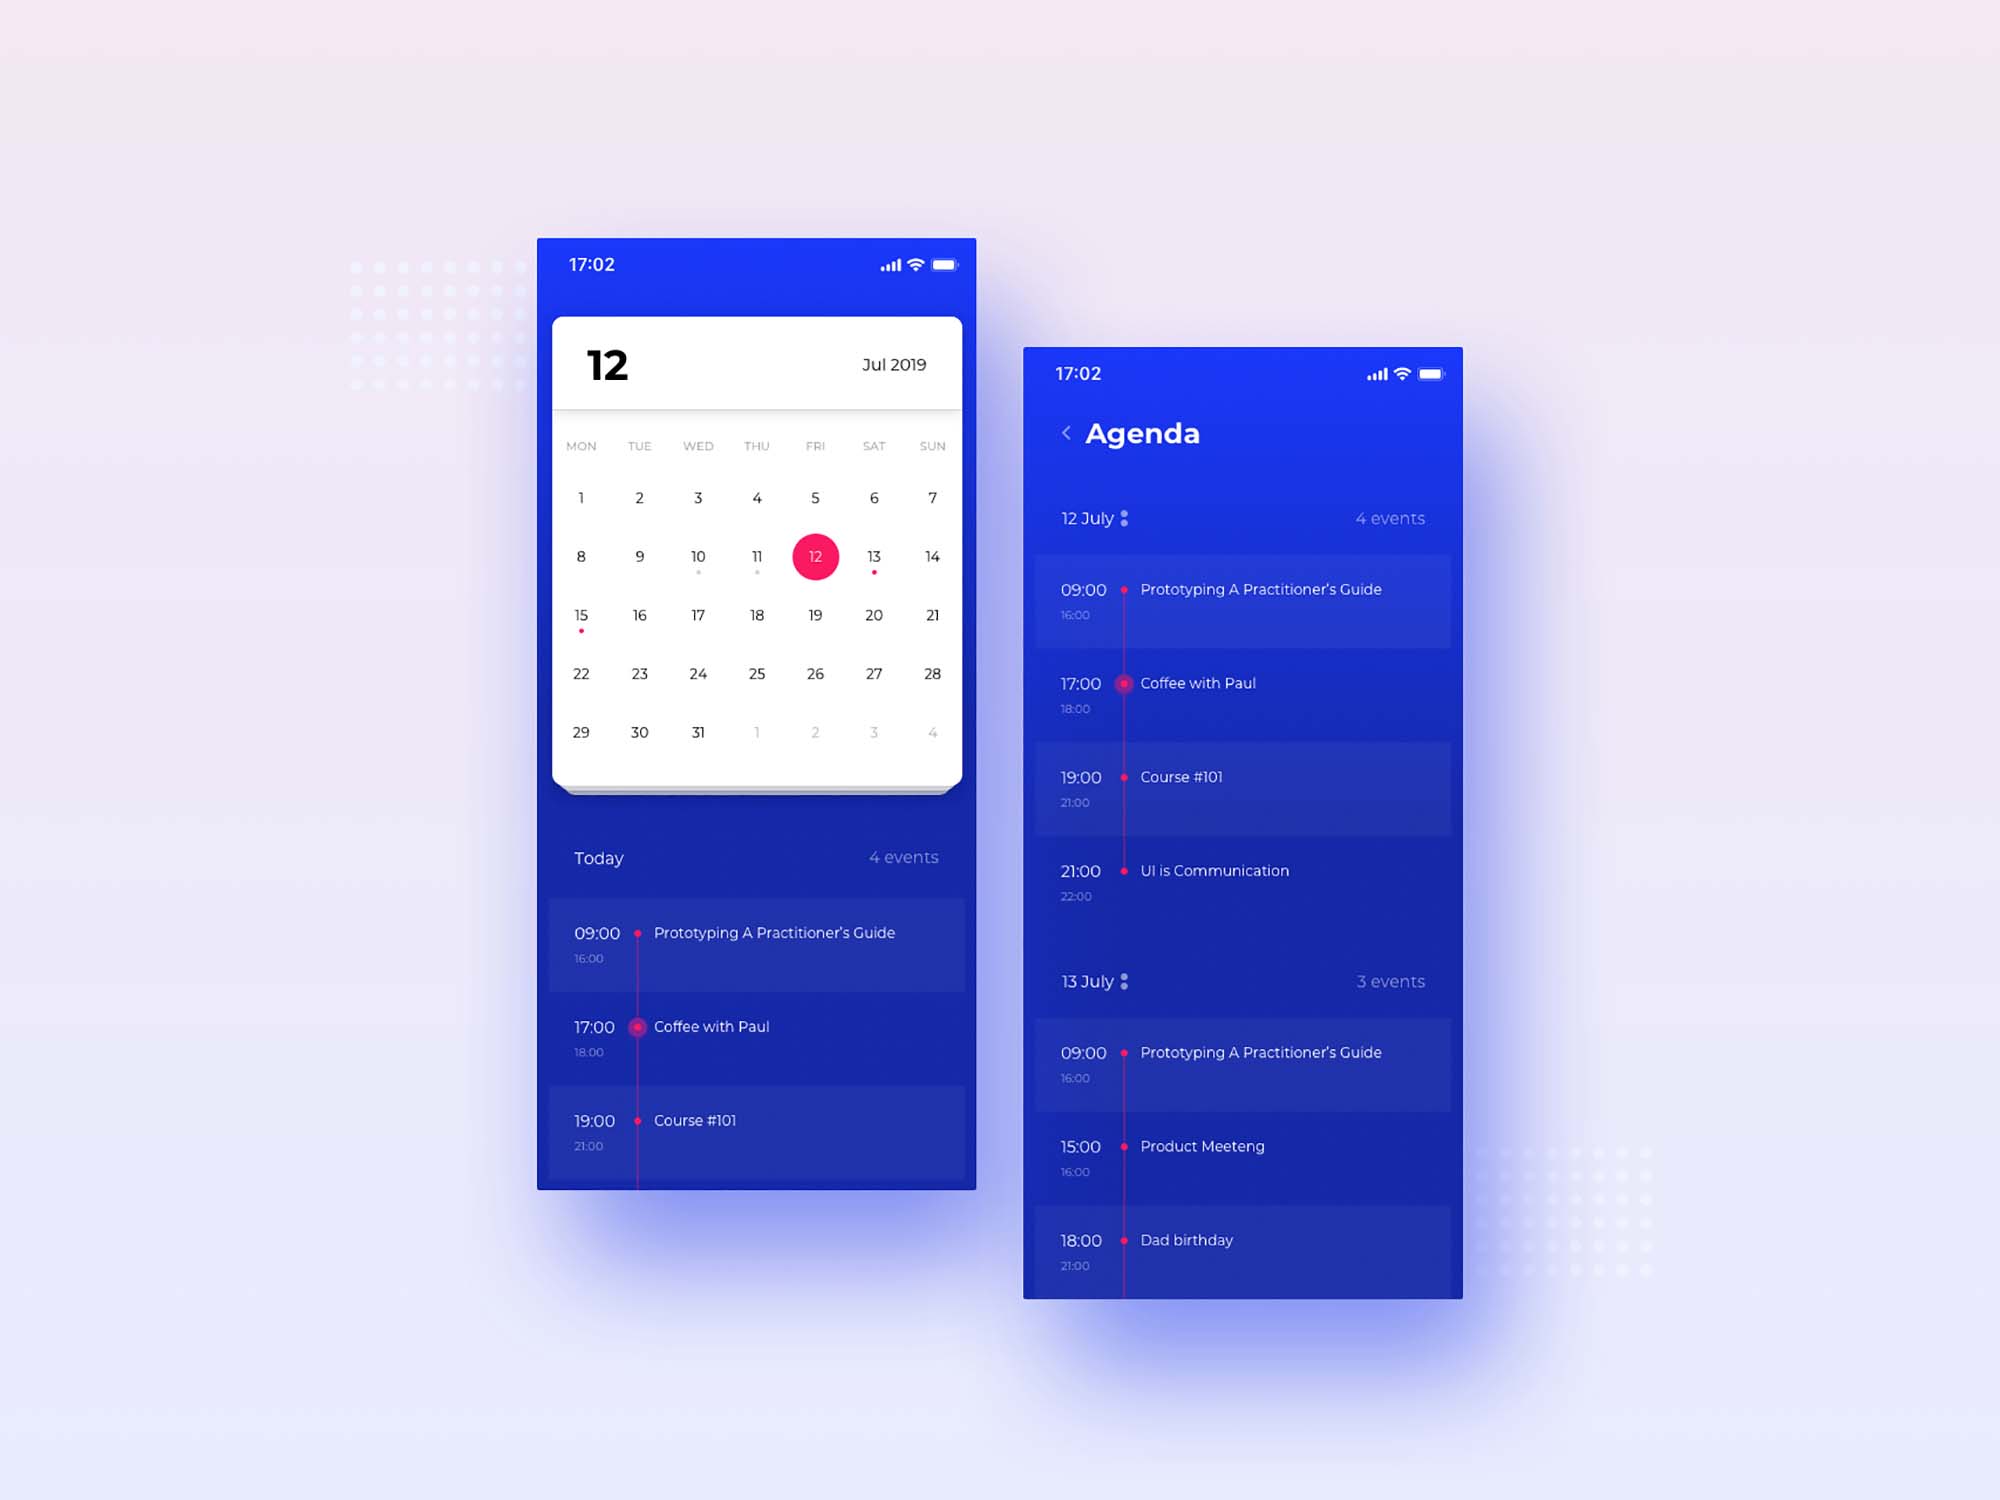 17:02
12
Jul 2019
MON TUE WED THU FRI SAT SUN
1 2 3 4 5 6 7
8 9 10 11 12 13 14
15 16 17 18 19 20 21
22 23 24 25 26 27 28
29 30 31 1 2 3 4
Today 4 events
09:00 Prototyping A Practitioner's Guide
16:00
17:00 Coffee with Paul
18:00
19:00 Course #101
21:00
17:02
Agenda
12 July 4 events
09:00 Prototyping A Practitioner's Guide
16:00
17:00 Coffee with Paul
18:00
19:00 Course #101
21:00
21:00 UI is Communication
22:00
13 July 3 events
09:00 Prototyping A Practitioner's Guide
16:00
15:00 Product Meeteng
16:00
18:00 Dad birthday
21:00